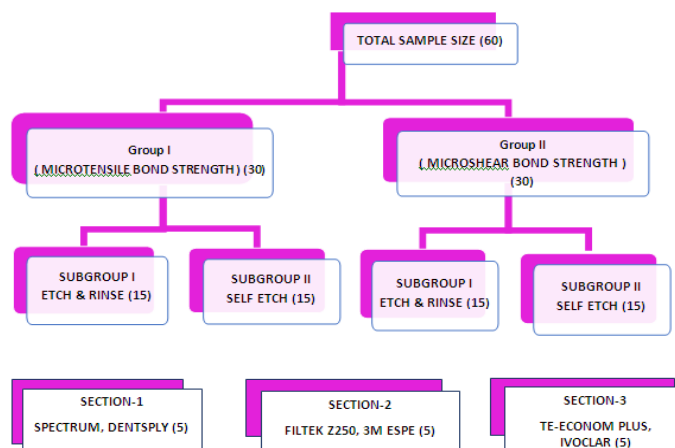 TOTAL SAMPLE SIZE (60)
Group I
( MICROTENSILE BOND STRENGTH ) (30)
Group II
( MICROSHEAR BOND STRENGTH )
(30)
SUBGROUP I
ETCH & RINSE (15)
SUBGROUP II
SELF ETCH (15)
SUBGROUP I
ETCH & RINSE (15)
SUBGROUP II
SELF ETCH (15)
SECTION-1
SPECTRUM, DENTSPLY (5)
SECTION-2
FILTEK Z250, 3M ESPE (5)
SECTION-3
TE-ECONOM PLUS,
IVOCLAR (5)